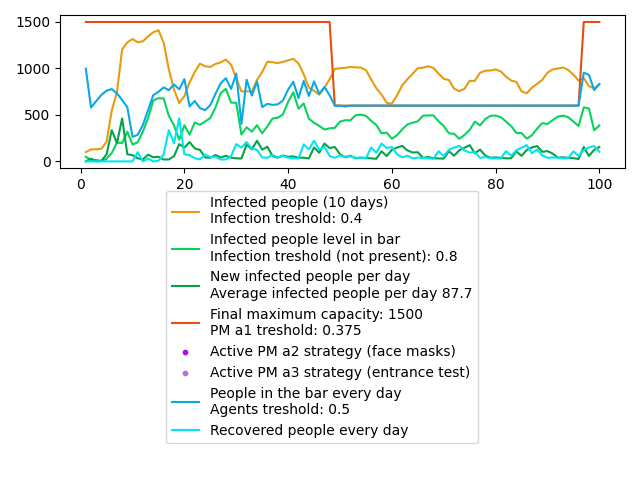 1500
1000
500
0
0 20 40 60 80 100
Infected people (10 days)
Infection treshold: 0.4
Infected people level in bar
Infection treshold (not present): 0.8
New infected people per day
Average infected people per day 87.7
Final maximum capacity: 1500
PM a1 treshold: 0.375
Active PM a2 strategy (face masks)
Active PM a3 strategy (entrance test)
People in the bar every day
Agents treshold: 0.5
Recovered people every day